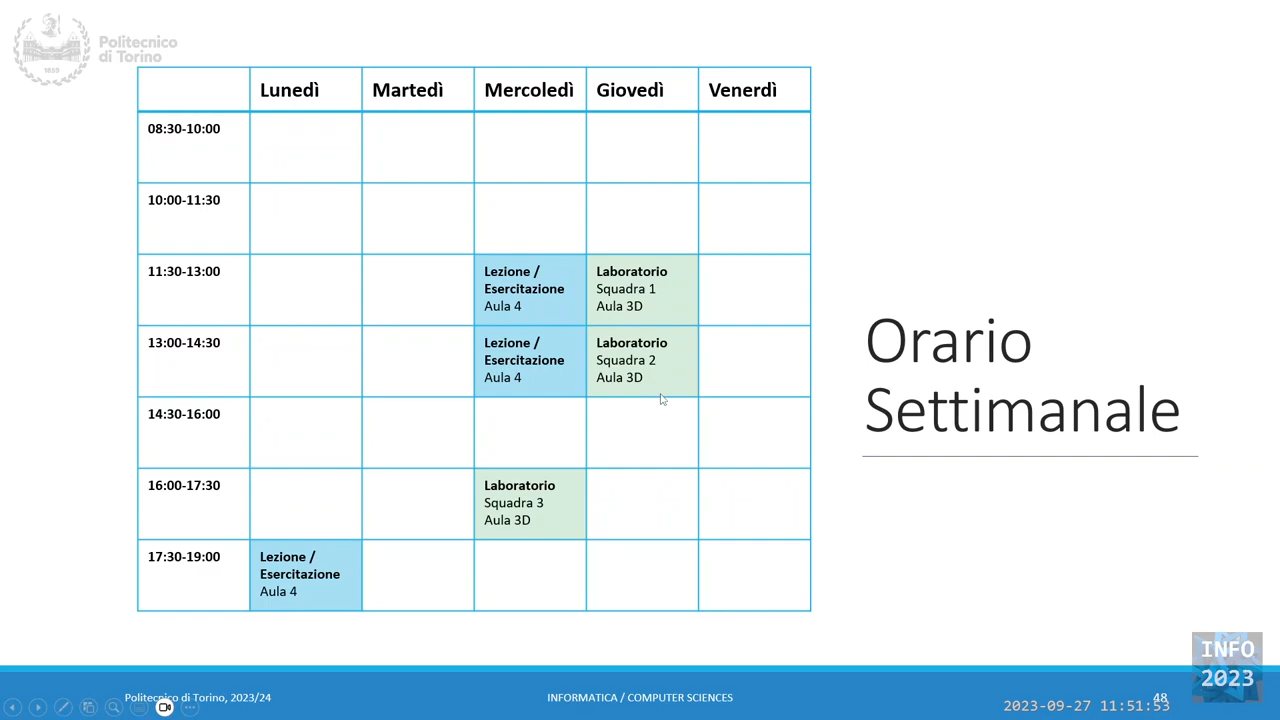 Politecnico
di Torino
1859
Lunedì Martedì Mercoledì Giovedì Venerdì
08:30-10:00
10:00-11:30
11:30-13:00
Lezione /
Esercitazione
Aula 4
Laboratorio
Squadra 1
Aula 3D
13:00-14:30
Lezione /
Esercitazione
Aula 4
Laboratorio
Squadra 2
Aula 3D
14:30-16:00
16:00-17:30
Laboratorio
Squadra 3
Aula 3D
17:30-19:00
Lezione /
Esercitazione
Aula 4
Orario
Settimanale
INFO
2023
Politecnico di Torino, 2023/24
INFORMATICA / COMPUTER SCIENCES
48
2023-09-27 11:51:53